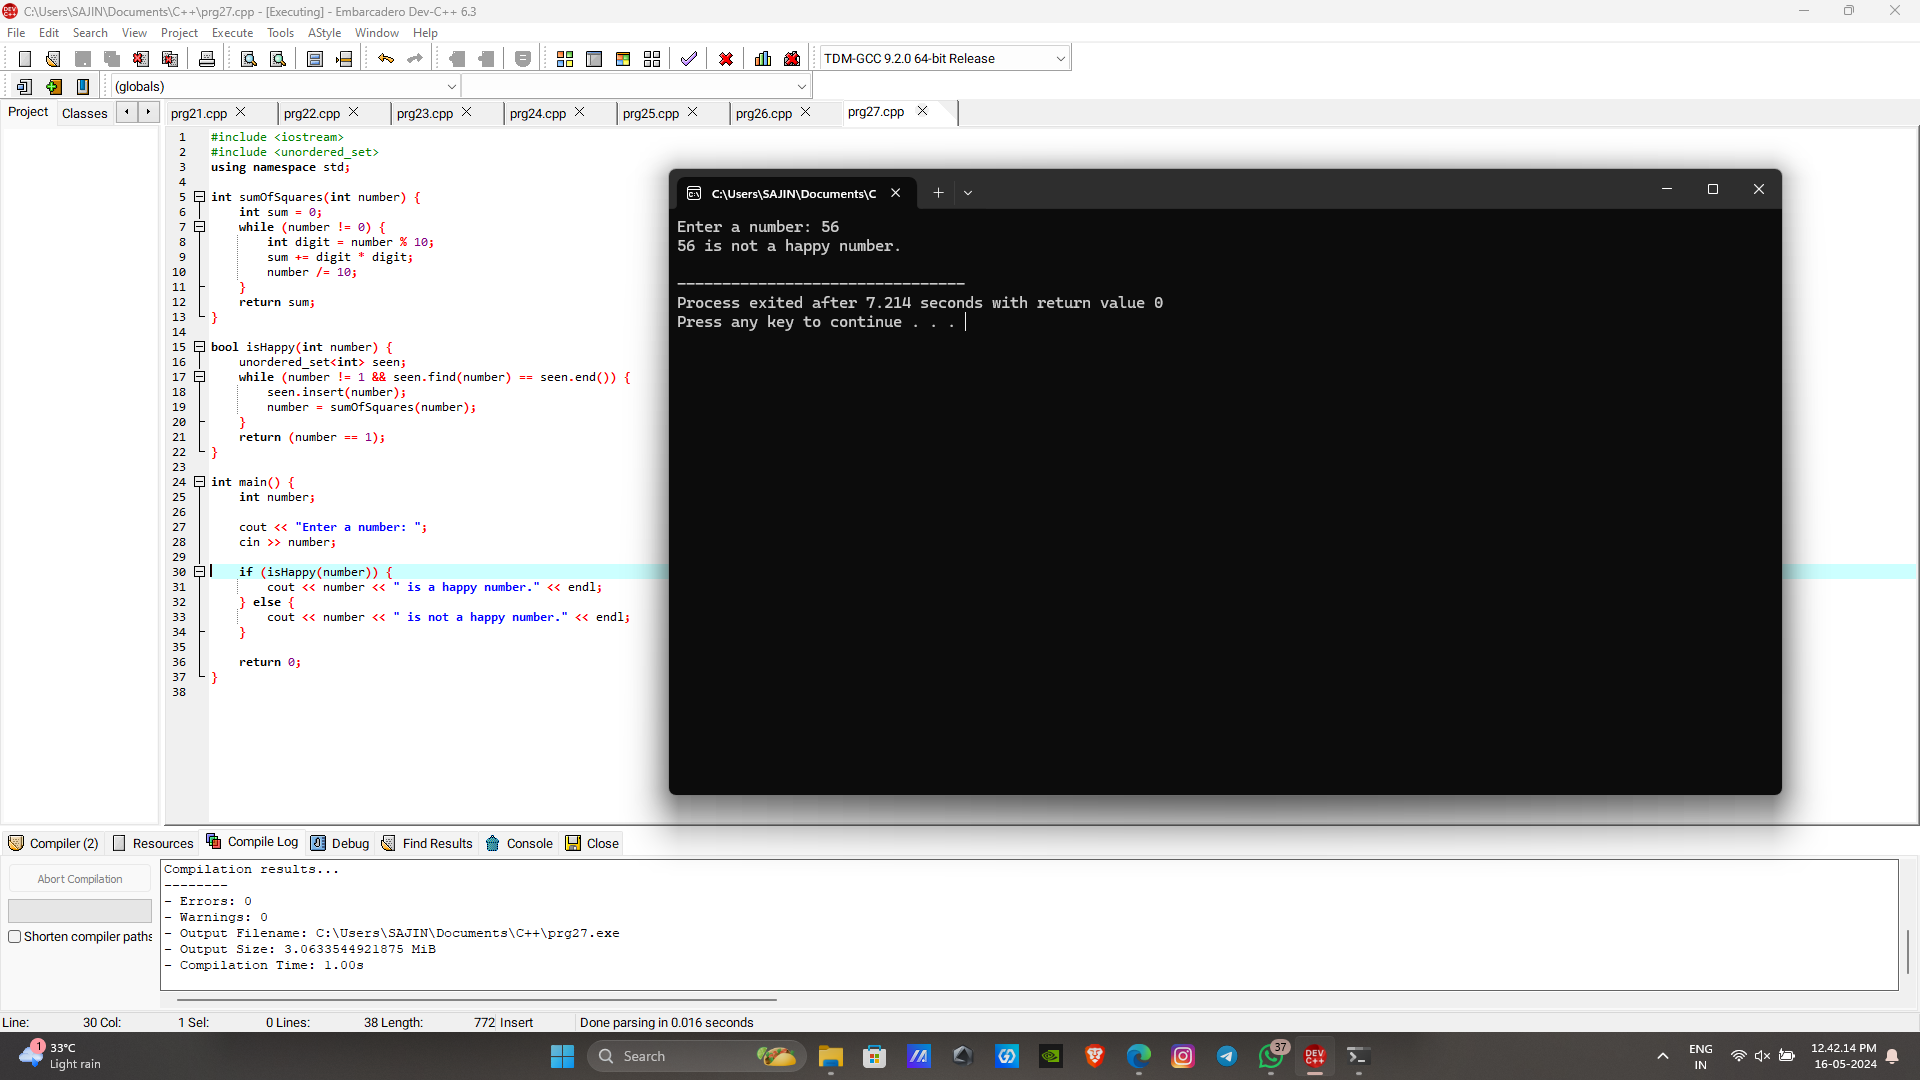 C:\Users\SAJIN\Documents\C++\prg27.cpp - [Executing] - Embarcadero Dev-C++ 6.3
File Edit Search View Project Execute Tools AStyle Window Help
TDM-GCC 9.2.0 64-bit Release
(globals)
Project Classes prg21.cpp prg22.cpp prg23.cpp prg24.cpp prg25.cpp prg26.cpp prg27.cpp
1 #include <iostream>
2 #include <unordered_set>
3 using namespace std;
4
5 int sumOfSquares(int number) {
6 int sum = 0;
7 while (number != 0) {
8 int digit = number % 10;
9 sum += digit * digit;
10 number /= 10;
11 }
12 return sum;
13 }
14
15 bool isHappy(int number) {
16 unordered_set<int> seen;
17 while (number != 1 && seen.find(number) == seen.end()) {
18 seen.insert(number);
19 number = sumOfSquares(number);
20 }
21 return (number == 1);
22 }
23
24 int main() {
25 int number;
26
27 cout << "Enter a number: ";
28 cin >> number;
29
30 if (isHappy(number)) {
31 cout << number << " is a happy number." << endl;
32 } else {
33 cout << number << " is not a happy number." << endl;
34 }
35
36 return 0;
37 }
38
C:\Users\SAJIN\Documents\C
Enter a number: 56
56 is not a happy number.
--------------------------------
Process exited after 7.214 seconds with return value 0
Press any key to continue . . .
Compiler (2) Resources Compile Log Debug Find Results Console Close
Abort Compilation
Shorten compiler paths
Compilation results...
--------
- Errors: 0
- Warnings: 0
- Output Filename: C:\Users\SAJIN\Documents\C++\prg27.exe
- Output Size: 3.0633544921875 MiB
- Compilation Time: 1.00s
Line: 30 Col: 1 Sel: 0 Lines: 38 Length: 772 Insert Done parsing in 0.016 seconds
1
33°C
Light rain
Search
37
DEV
C++
ENG
IN
12.42.14 PM
16-05-2024